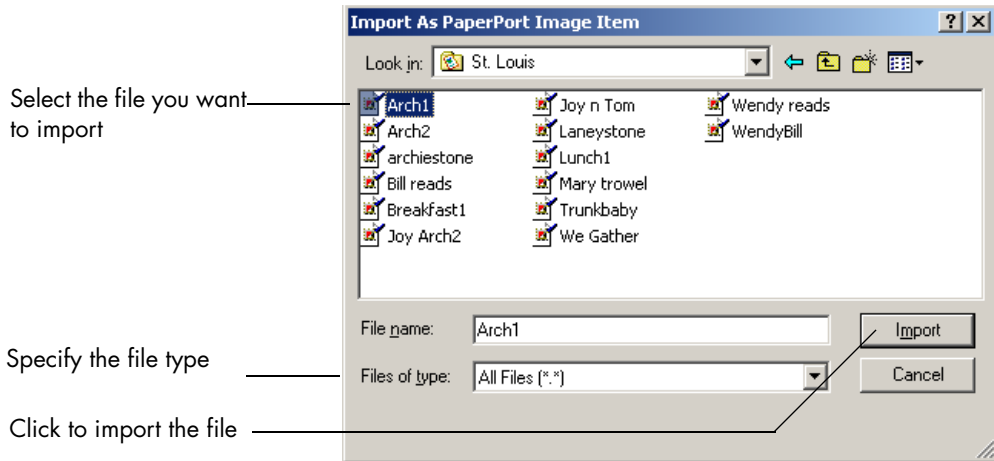 Import As PaperPort Image Item
Look in: St. Louis
Select the file you want
to import
Arch1 Joy n Tom Wendy reads
Arch2 Laneystone WendyBill
archiestone Lunch1
Bill reads Mary trowel
Breakfast1 Trunkbaby
Joy Arch2 We Gather
File name: Arch1 Import
Specify the file type
Files of type: All Files (*.*) Cancel
Click to import the file